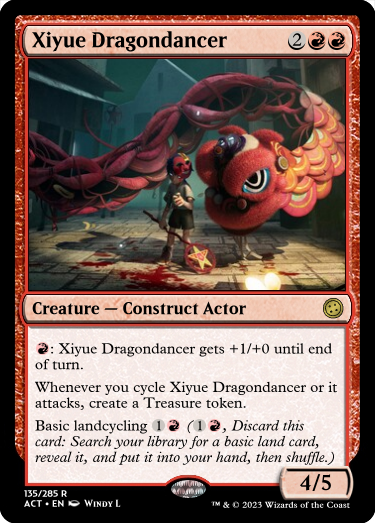 Xiyue Dragondancer 2
Creature — Construct Actor
: Xiyue Dragondancer gets +1/+0 until end
of turn.
Whenever you cycle Xiyue Dragondancer or it
attacks, create a Treasure token.
Basic landcycling 1 (1, Discard this
card: Search your library for a basic land card,
reveal it, and put it into your hand, then shuffle.)
4/5
135/285 R
ACT • EN Windy L
™ & © 2023 Wizards of the Coast